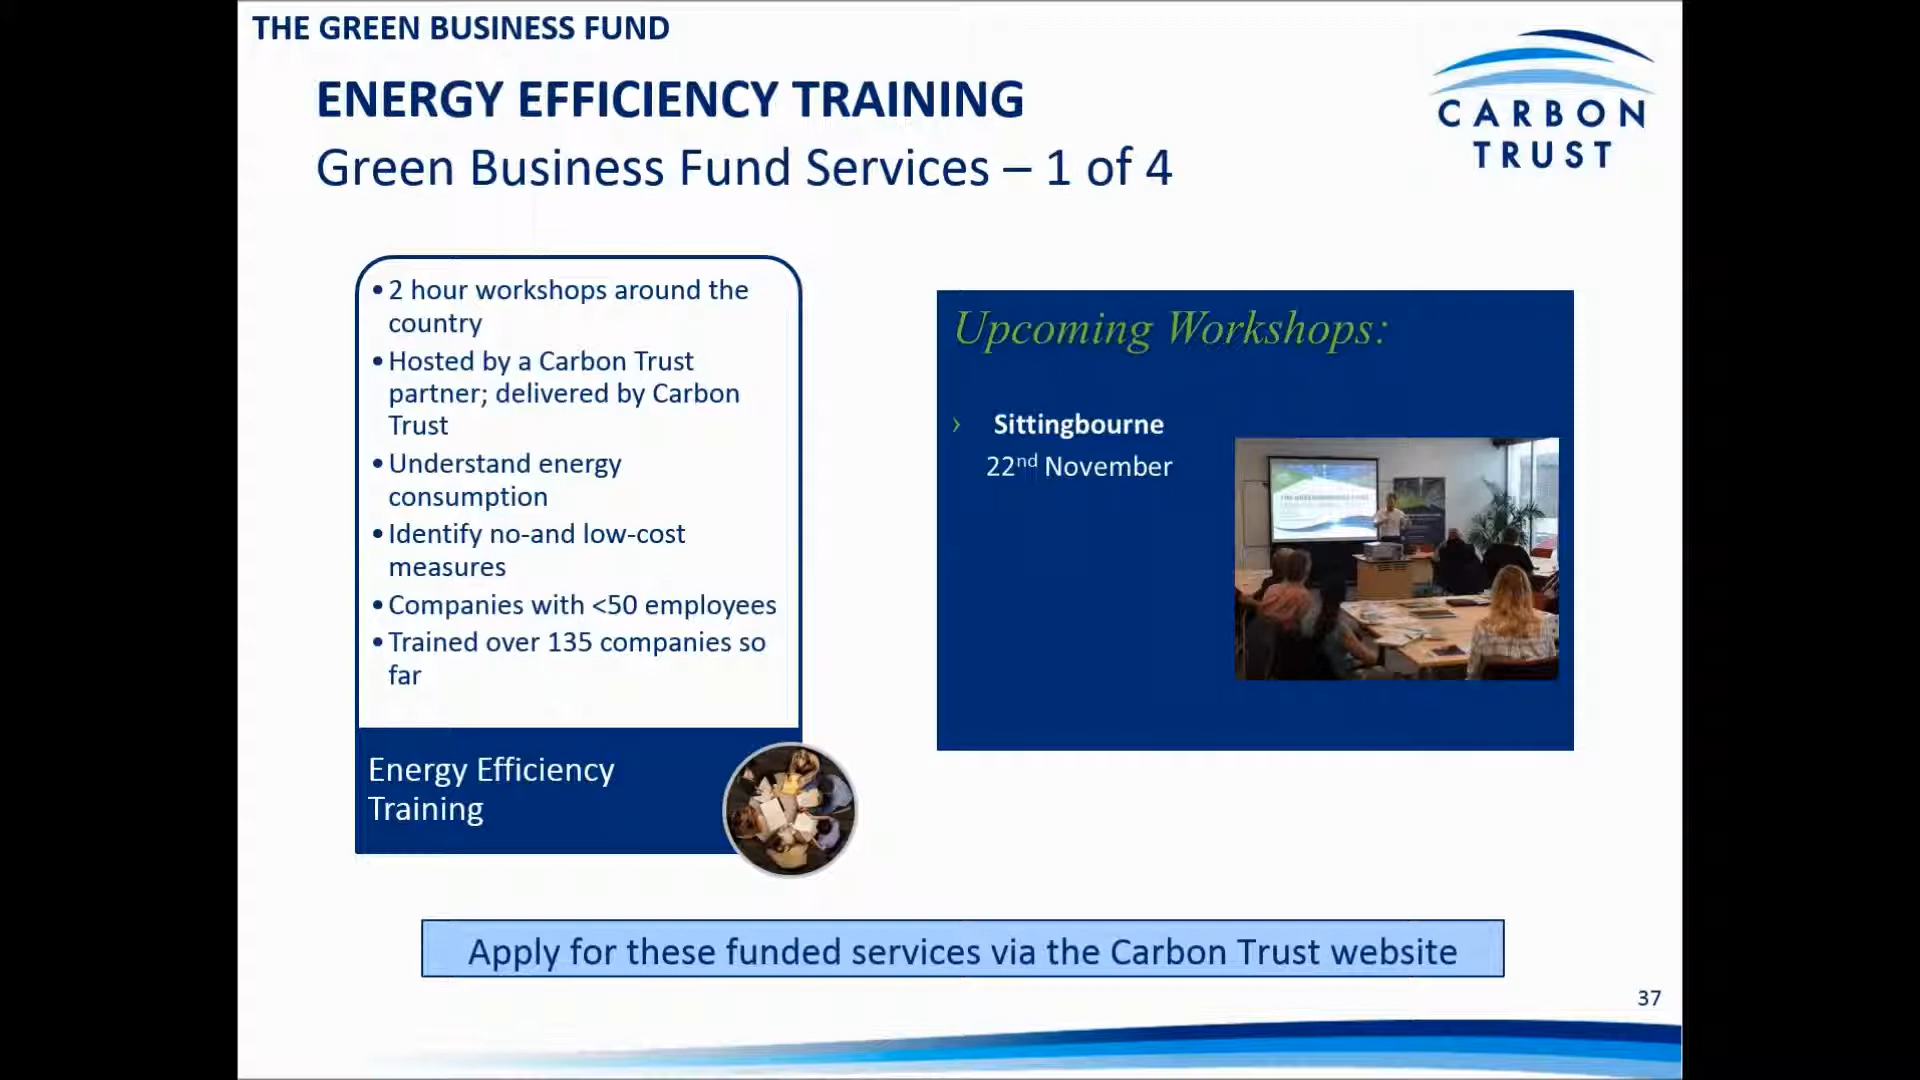 THE GREEN BUSINESS FUND
ENERGY EFFICIENCY TRAINING
Green Business Fund Services – 1 of 4
CARBON
TRUST
•2 hour workshops around the
country
•Hosted by a Carbon Trust
partner; delivered by Carbon
Trust
•Understand energy
consumption
•Identify no-and low-cost
measures
•Companies with <50 employees
•Trained over 135 companies so
far
Energy Efficiency
Training
Upcoming Workshops:
› Sittingbourne
22nd November
Apply for these funded services via the Carbon Trust website
37